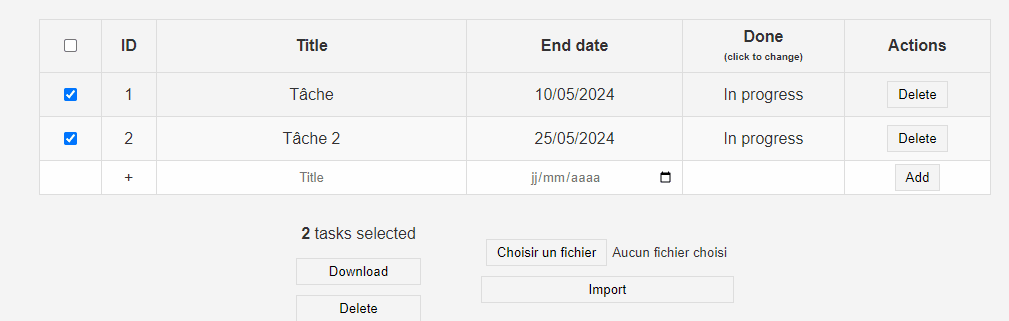 ID Title End date Done Actions
(click to change)
1 Tâche 10/05/2024 In progress Delete
2 Tâche 2 25/05/2024 In progress Delete
+ Title jj/mm/aaaa Add
2 tasks selected
Choisir un fichier Aucun fichier choisi
Download
Import
Delete